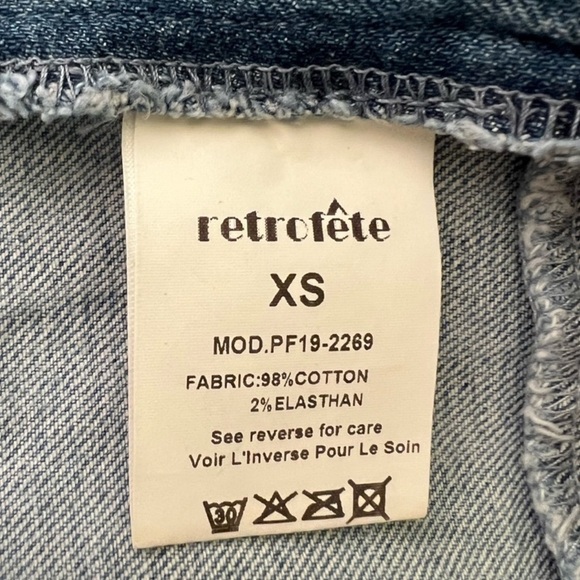 retrofête
XS
MOD.PF19-2269
FABRIC:98%COTTON
2%ELASTHAN
See reverse for care
Voir L'Inverse Pour Le Soin
30